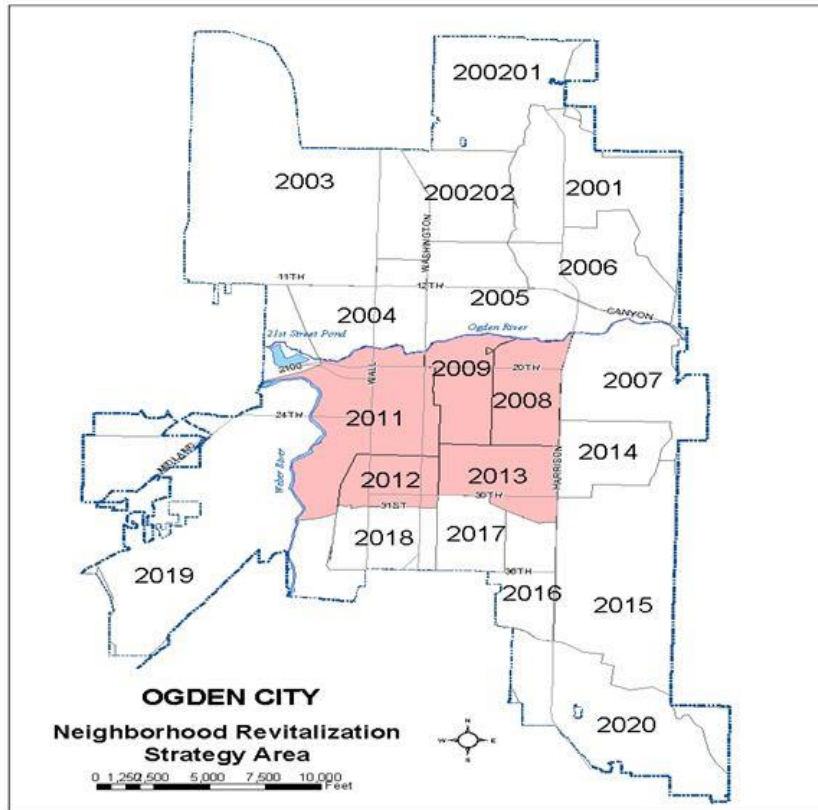 200201
2003
200202
2001
WASHINGTON
2006
11TH
12TH
2005
2004
CANYON
21st Street Pond
Ogden River
2100
WALL
2009
20TH
2007
2008
24TH
2011
2014
MIDLAND
HARRISON
Weber River
2012
2013
30TH
31ST
2018
2017
2019
36TH
2016
2015
OGDEN CITY
Neighborhood Revitalization
Strategy Area
2020
N
W E
S
0 1,250 2,500 5,000 7,500 10,000
Feet